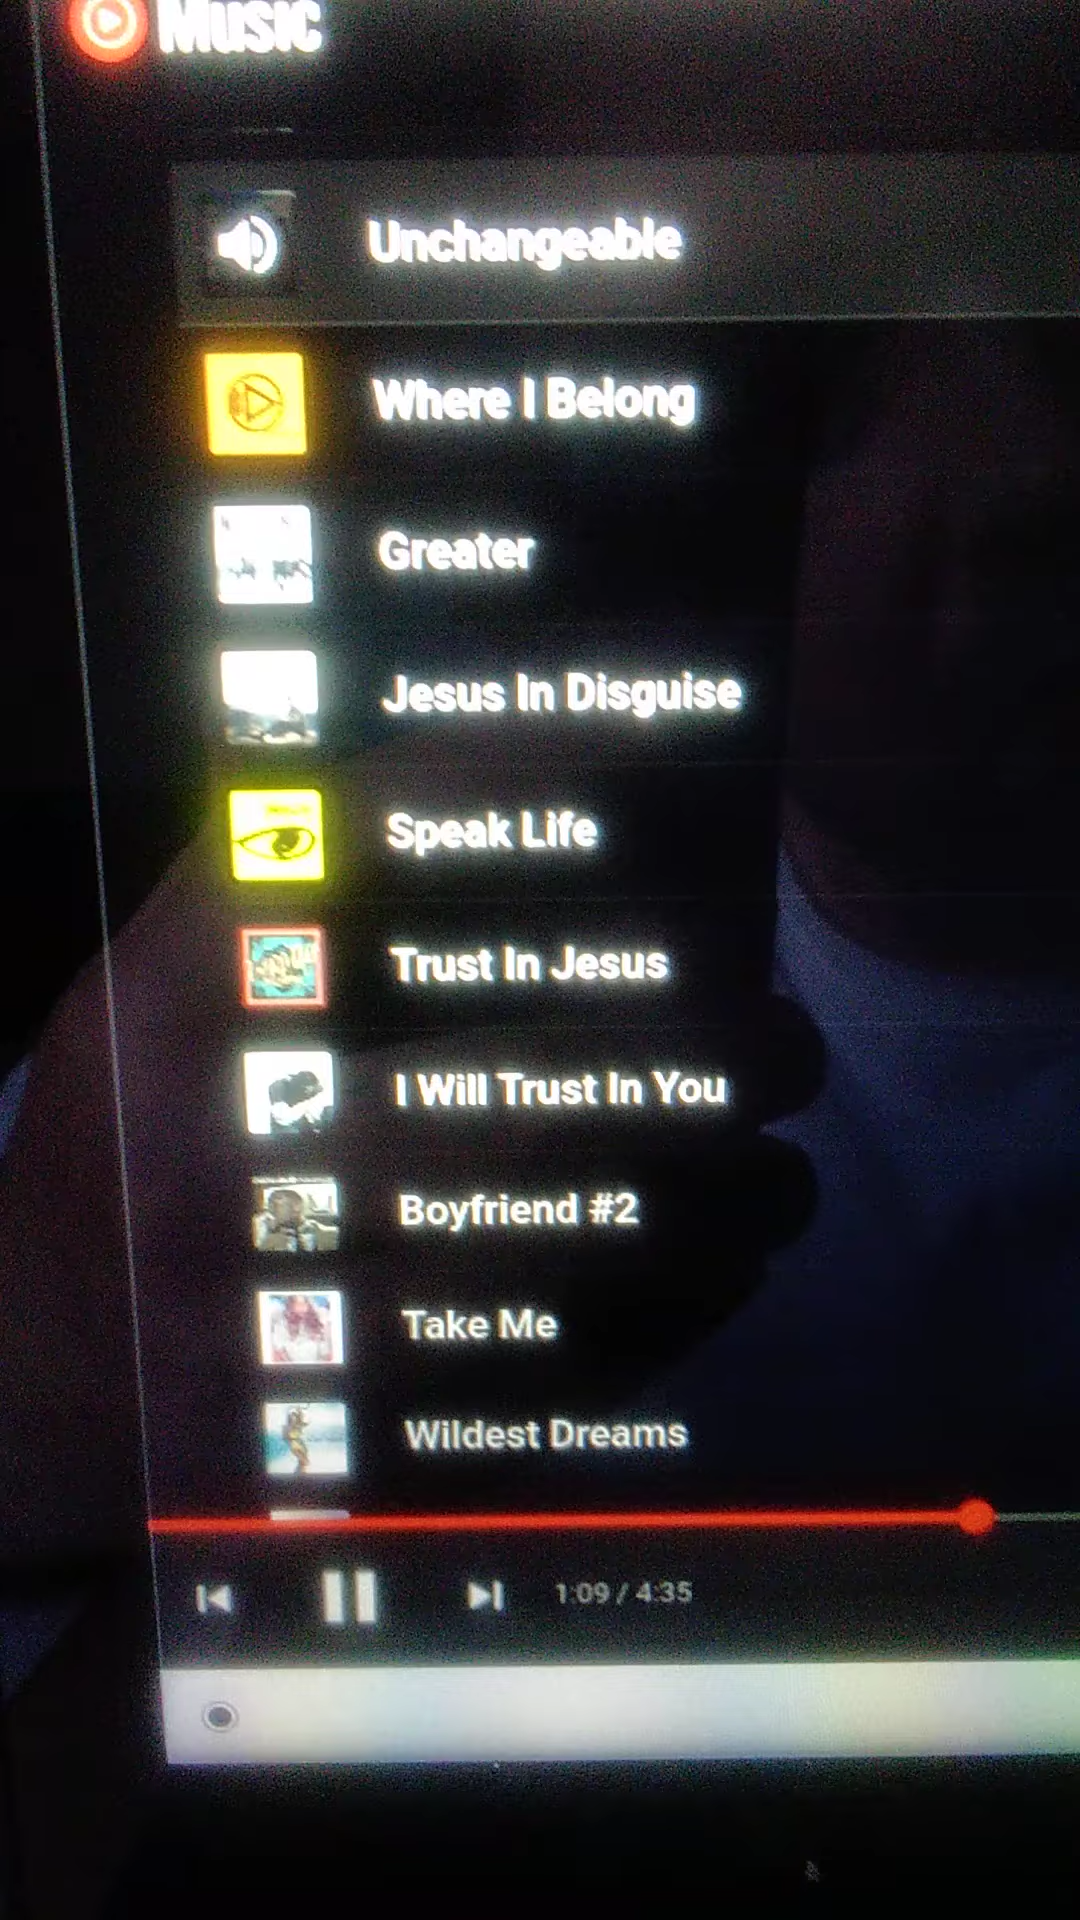 Music
Unchangeable
Where I Belong
Greater
Jesus In Disguise
Speak Life
Trust In Jesus
I Will Trust In You
Boyfriend #2
Take Me
Wildest Dreams
1:09 / 4:35